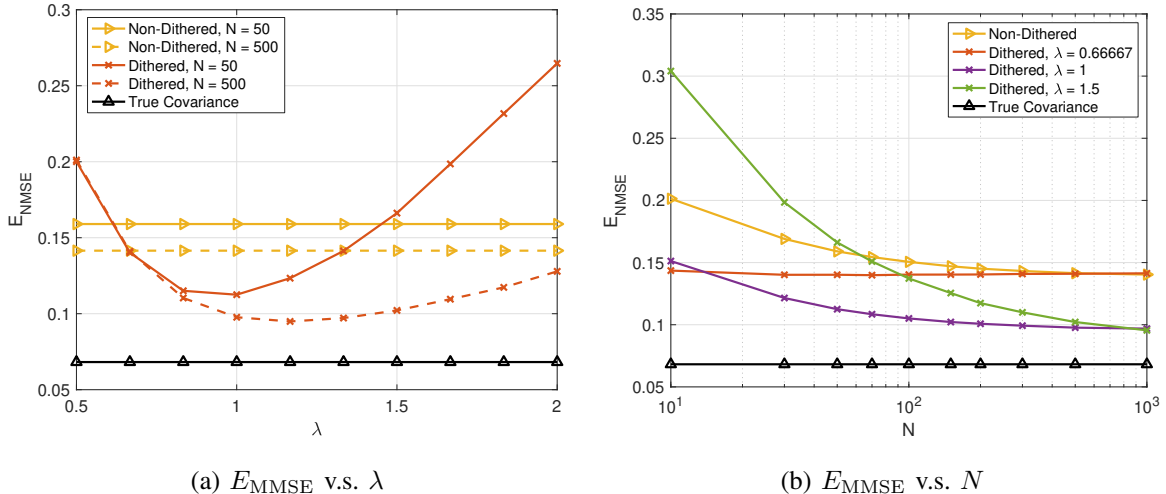 0.3
0.25
0.2
0.15
0.1
0.05
E_NMSE
Non-Dithered, N = 50
Non-Dithered, N = 500
Dithered, N = 50
Dithered, N = 500
True Covariance
0.5 1 1.5 2
λ
(a) E_MMSE v.s. λ
0.35
0.3
0.25
0.2
0.15
0.1
0.05
E_NMSE
Non-Dithered
Dithered, λ = 0.66667
Dithered, λ = 1
Dithered, λ = 1.5
True Covariance
10^1 10^2 10^3
N
(b) E_MMSE v.s. N